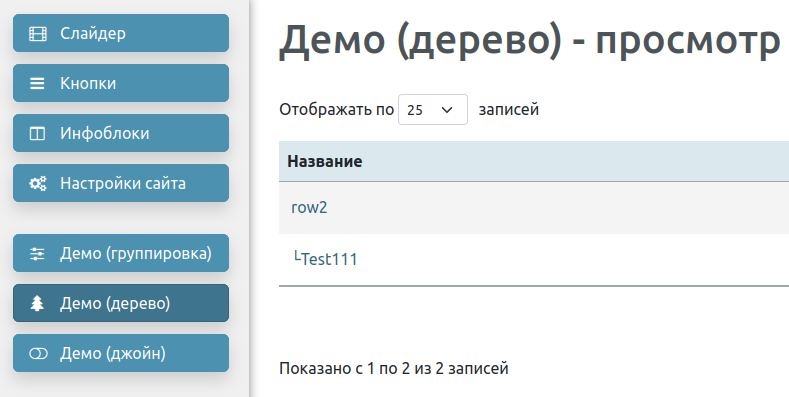 Слайдер
Кнопки
Инфоблоки
Настройки сайта
Демо (группировка)
Демо (дерево)
Демо (джойн)
Демо (дерево) - просмотр
Отображать по 25 записей
Название
row2
└Test111
Показано с 1 по 2 из 2 записей